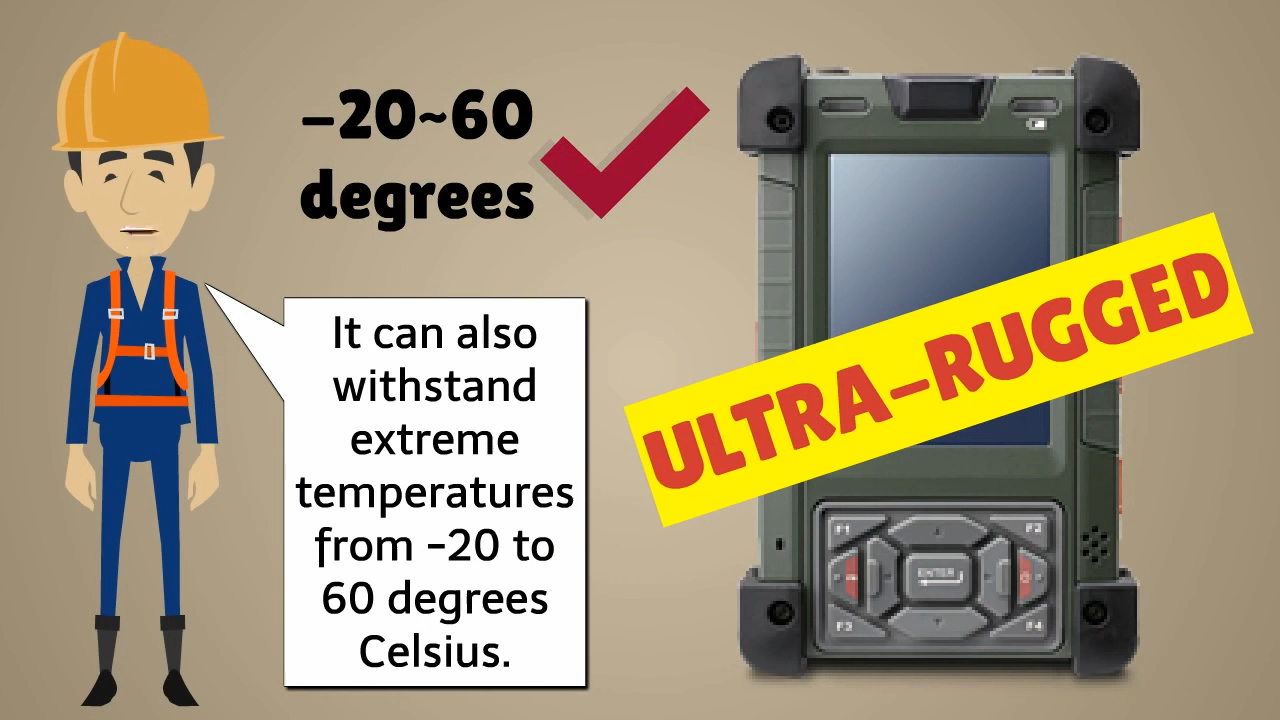 -20~60
degrees
It can also
withstand
extreme
temperatures
from -20 to
60 degrees
Celsius.
ULTRA-RUGGED
F1
F2
ENTER
F3
F4